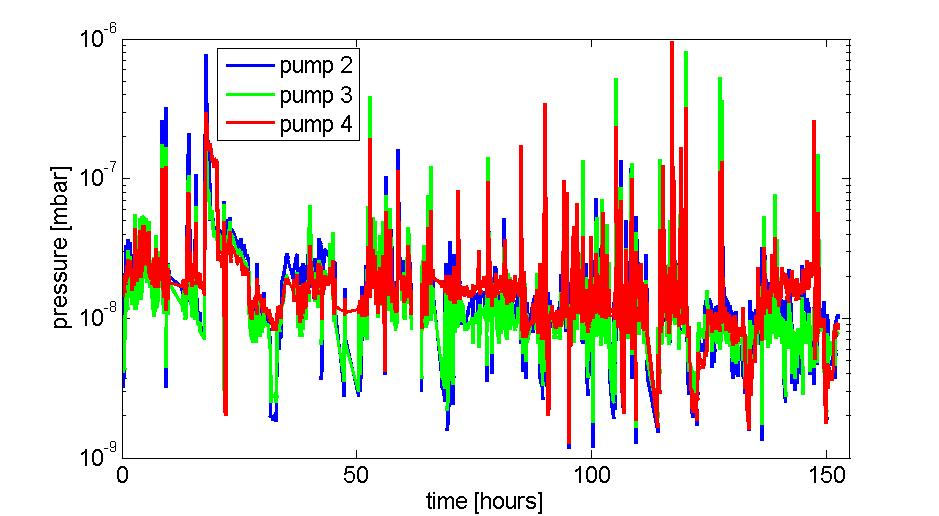 10-6
pump 2
pump 3
pump 4
10-7
pressure [mbar]
10-8
10-9
0
50
100
150
time [hours]